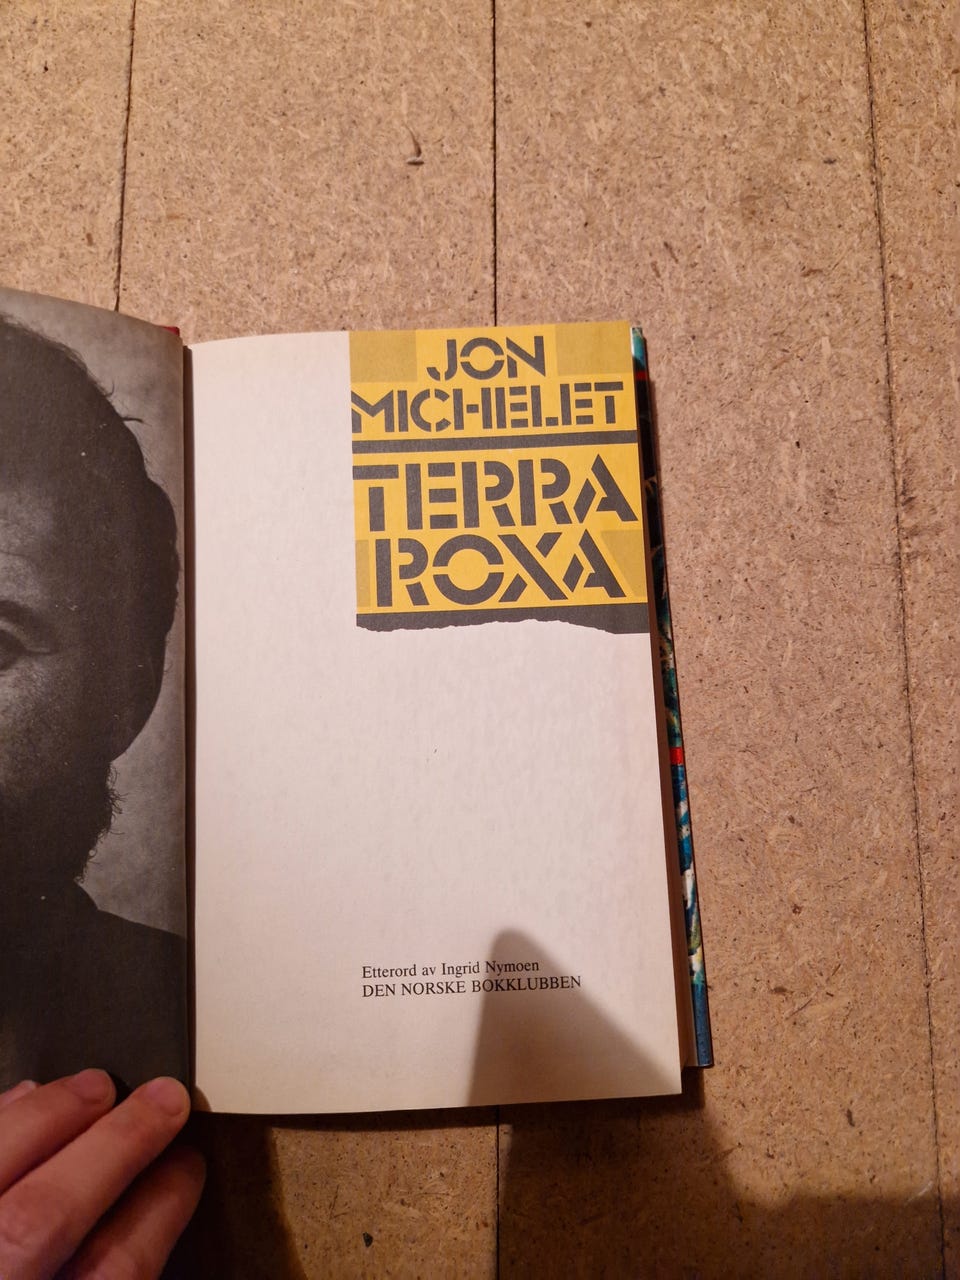 JON
MICHELET
TERRA
ROXA
Etterord av Ingrid Nymoen
DEN NORSKE BOKKLUBBEN